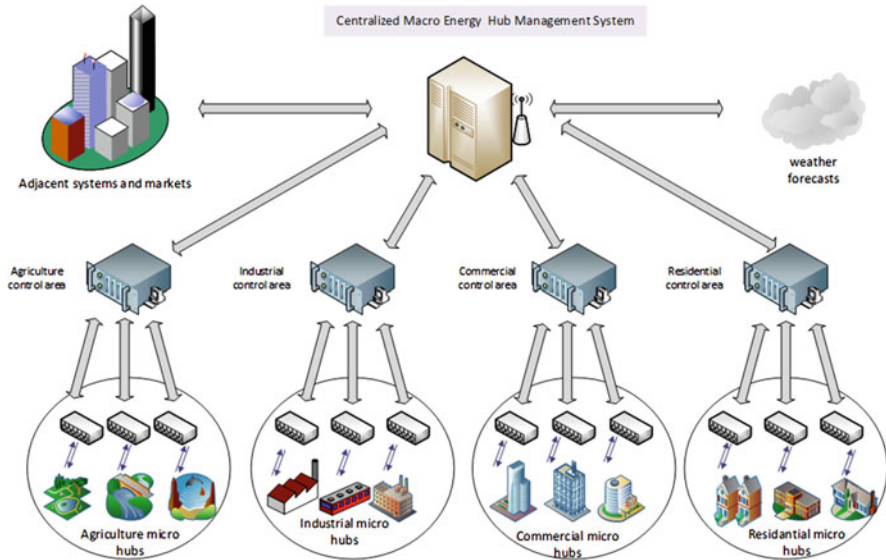 Centralized Macro Energy Hub Management System
Adjacent systems and markets
weather
forecasts
Agriculture
control area
Industrial
control area
Commercial
control area
Residential
control area
Agriculture micro
hubs
Industrial micro
hubs
Commercial micro
hubs
Residantial micro
hubs